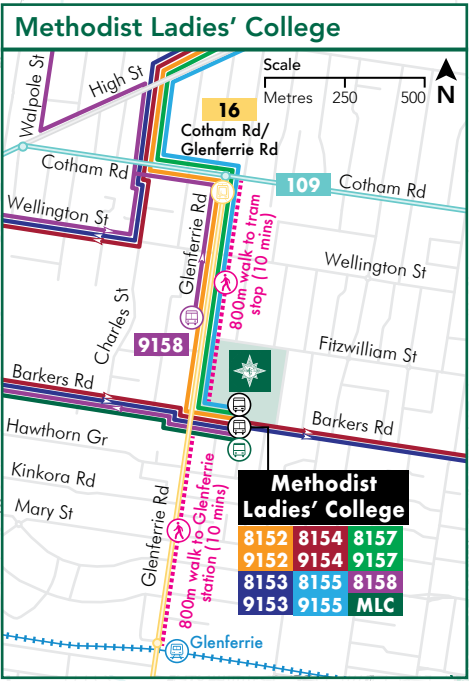 Methodist Ladies' College
Scale
Metres 250 500
N
Walpole St
High St
16
Cotham Rd/
Glenferrie Rd
Cotham Rd
109
Cotham Rd
Wellington St
Glenferrie Rd
800m walk to tram
stop (10 mins)
Wellington St
Charles St
9158
Fitzwilliam St
Barkers Rd
Barkers Rd
Hawthorn Gr
Methodist
Ladies' College
8152 8154 8157
9152 9154 9157
8153 8155 8158
9153 9155 MLC
Kinkora Rd
Mary St
Glenferrie Rd
800m walk to Glenferrie
station (10 mins)
Glenferrie